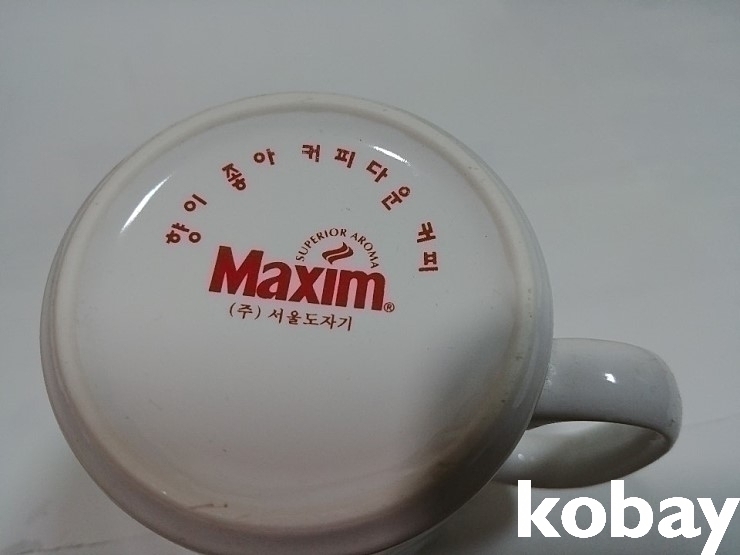 향이 좋아 커피다운 커피
SUPERIOR AROMA
Maxim®
(주) 서울도자기
kobay